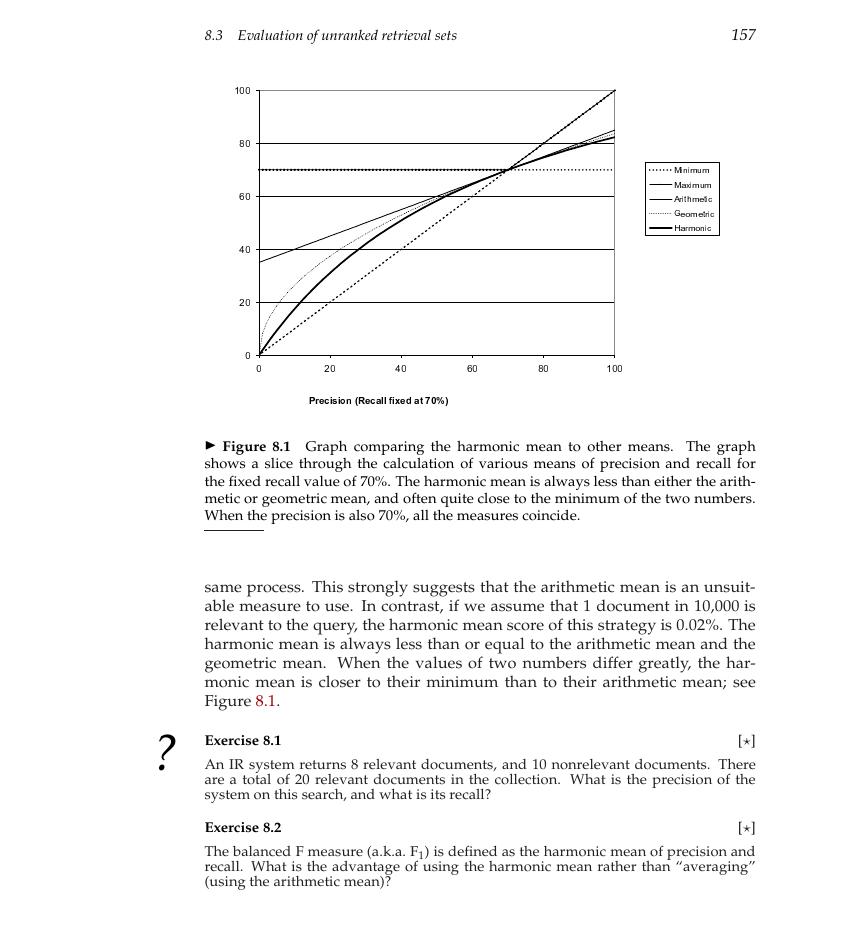 8.3 Evaluation of unranked retrieval sets 157
100
80
60
40
20
0
0 20 40 60 80 100
Precision (Recall fixed at 70%)
Minimum
Maximum
Arithmetic
Geometric
Harmonic
► Figure 8.1 Graph comparing the harmonic mean to other means. The graph
shows a slice through the calculation of various means of precision and recall for
the fixed recall value of 70%. The harmonic mean is always less than either the arith-
metic or geometric mean, and often quite close to the minimum of the two numbers.
When the precision is also 70%, all the measures coincide.
same process. This strongly suggests that the arithmetic mean is an unsuit-
able measure to use. In contrast, if we assume that 1 document in 10,000 is
relevant to the query, the harmonic mean score of this strategy is 0.02%. The
harmonic mean is always less than or equal to the arithmetic mean and the
geometric mean. When the values of two numbers differ greatly, the har-
monic mean is closer to their minimum than to their arithmetic mean; see
Figure 8.1.
? Exercise 8.1 [⋆]
An IR system returns 8 relevant documents, and 10 nonrelevant documents. There
are a total of 20 relevant documents in the collection. What is the precision of the
system on this search, and what is its recall?
Exercise 8.2 [⋆]
The balanced F measure (a.k.a. F₁) is defined as the harmonic mean of precision and
recall. What is the advantage of using the harmonic mean rather than “averaging”
(using the arithmetic mean)?